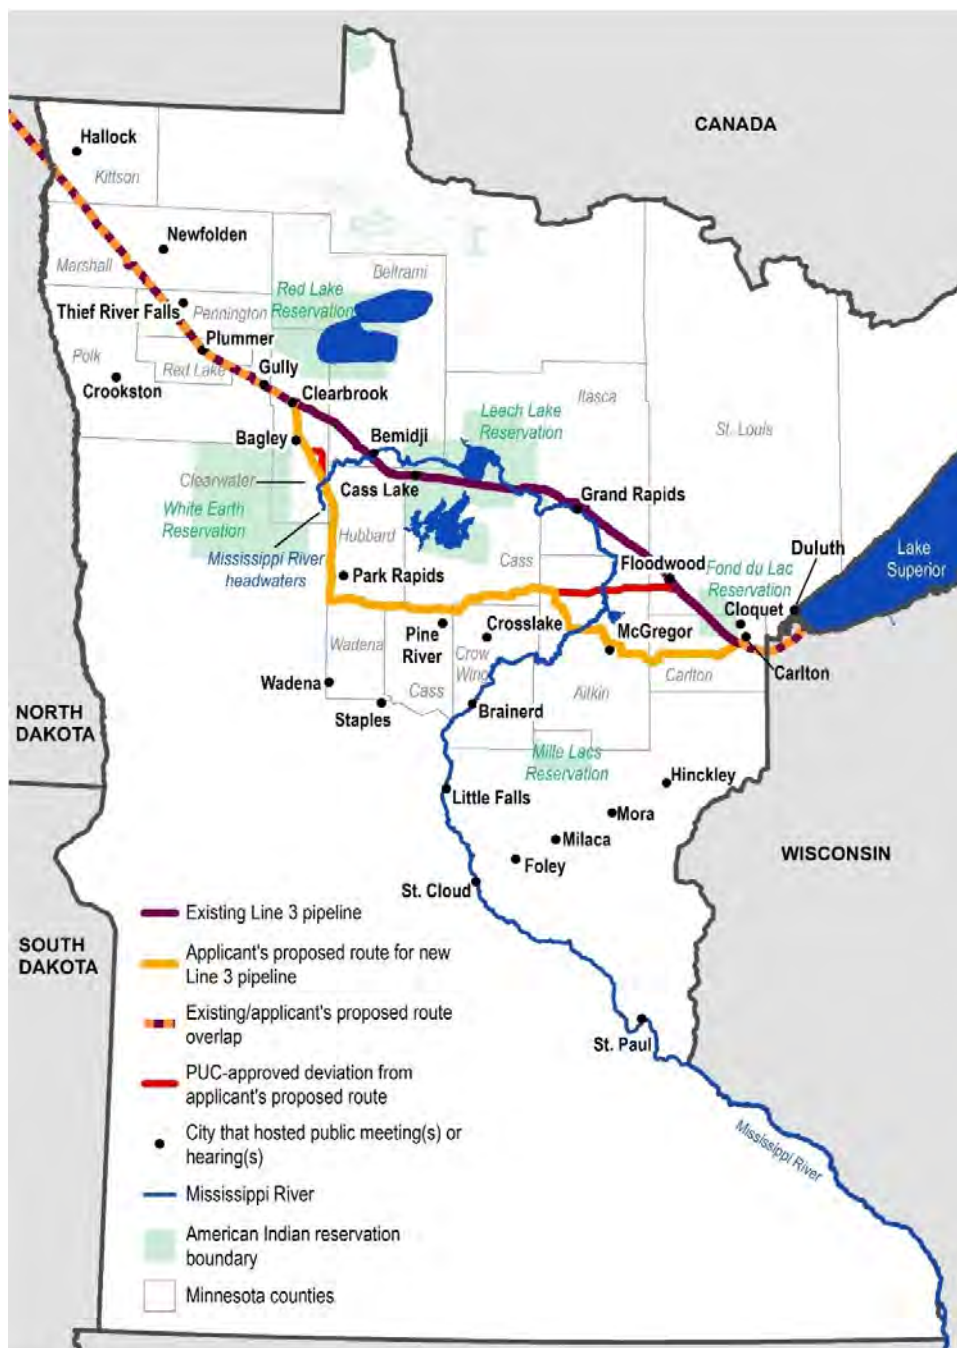 CANADA
Hallock
Kittson
Newfolden
Marshall
Beltrami
Red Lake
Reservation
Thief River Falls
Pennington
Plummer
Polk
Red Lake
Gully
Crookston
Clearbrook
Itasca
Leech Lake
Reservation
St. Louis
Bemidji
Bagley
Clearwater
Cass Lake
Grand Rapids
White Earth
Reservation
Hubbard
Mississippi River
headwaters
Cass
Floodwood
Duluth
Lake
Superior
Fond du Lac
Reservation
Park Rapids
Cloquet
Crosslake
McGregor
Pine
River
Wadena
Crow
Wing
Carlton
Carlton
Wadena
Cass
Aitkin
Staples
Brainerd
NORTH
DAKOTA
Mille Lacs
Reservation
Hinckley
Little Falls
Mora
Milaca
Foley
WISCONSIN
St. Cloud
SOUTH
DAKOTA
St. Paul
Mississippi River
Existing Line 3 pipeline
Applicant's proposed route for new
Line 3 pipeline
Existing/applicant's proposed route
overlap
PUC-approved deviation from
applicant's proposed route
City that hosted public meeting(s) or
hearing(s)
Mississippi River
American Indian reservation
boundary
Minnesota counties